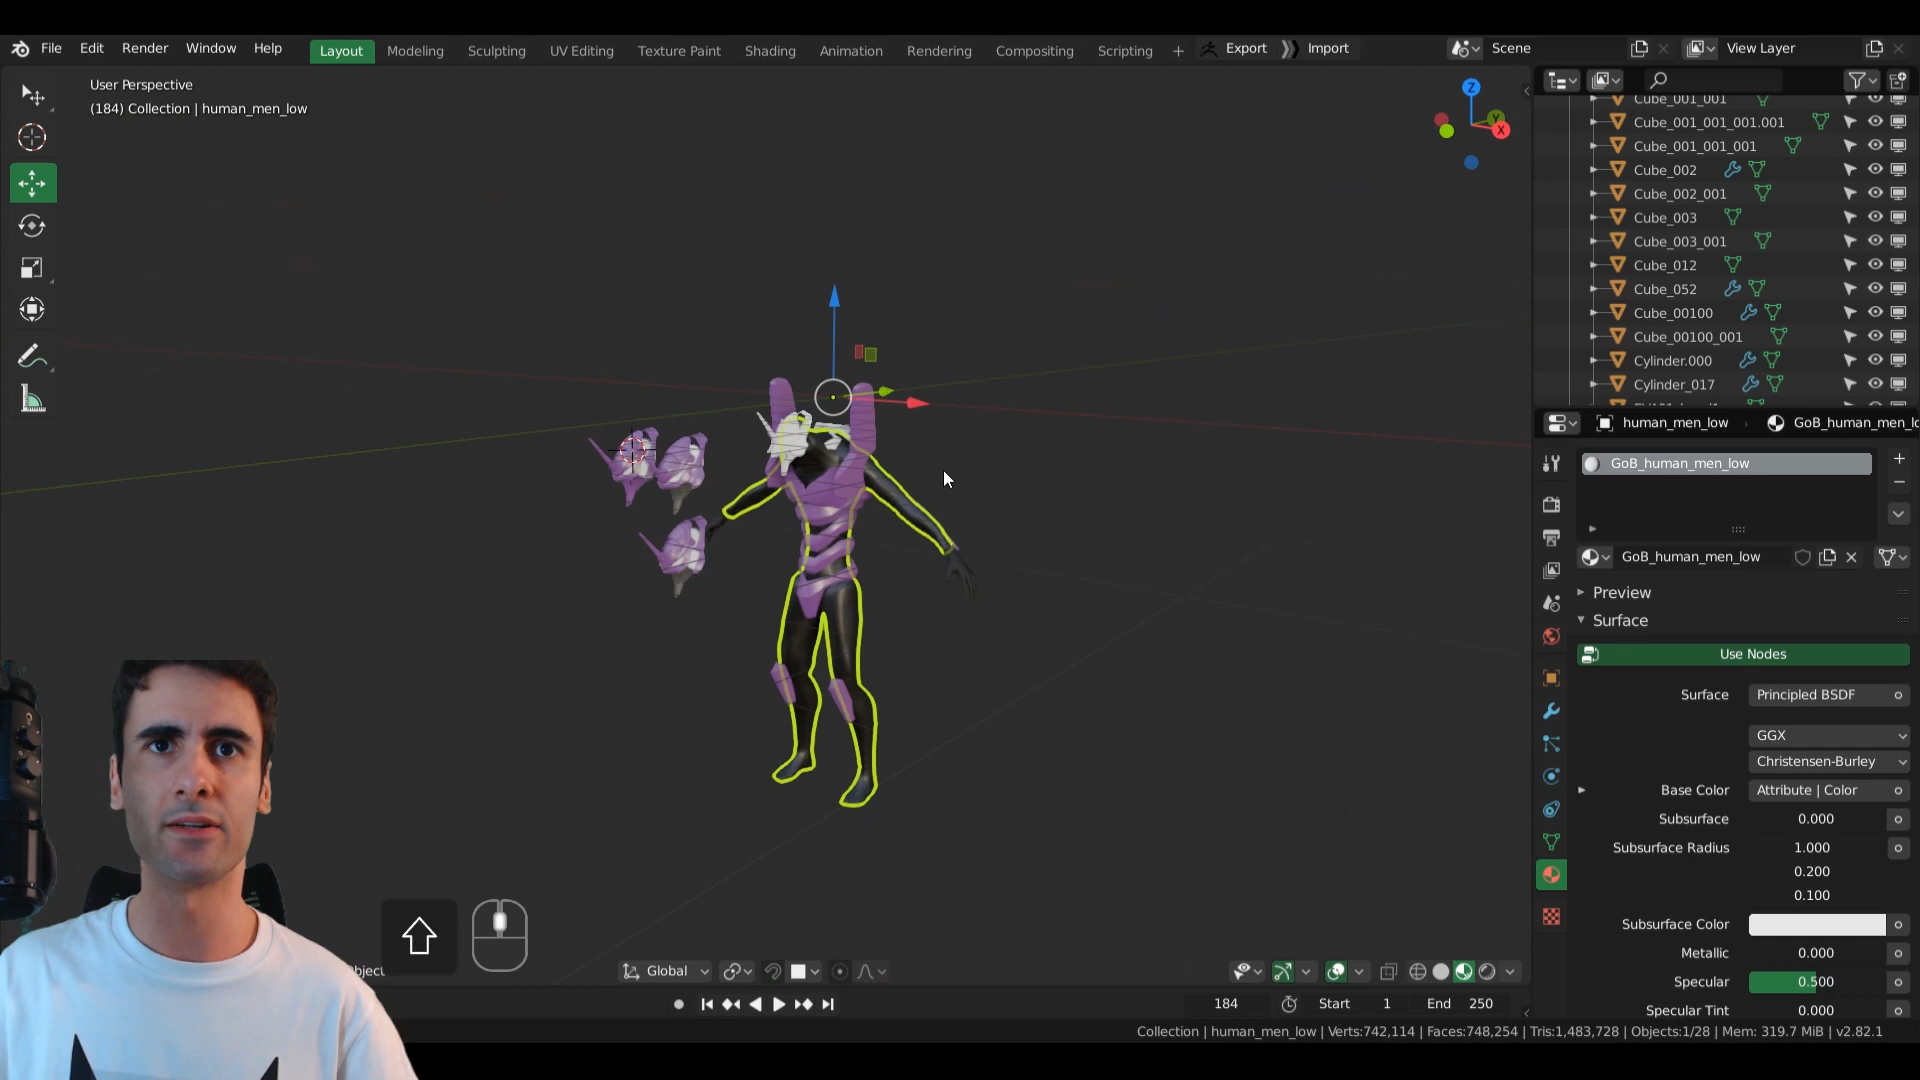 File Edit Render Window Help
Layout Modeling Sculpting UV Editing Texture Paint Shading Animation Rendering Compositing Scripting + Export Import
Scene
View Layer
User Perspective
(184) Collection | human_men_low
Z
Y
X
Cube_001_001
Cube_001_001_001.001
Cube_001_001_001
Cube_002
Cube_002_001
Cube_003
Cube_003_001
Cube_012
Cube_052
Cube_00100
Cube_00100_001
Cylinder.000
Cylinder_017
human_men_low
GoB_human_men_lo
GoB_human_men_low
GoB_human_men_low
Preview
Surface
Use Nodes
Surface Principled BSDF
GGX
Christensen-Burley
Base Color Attribute | Color
Subsurface 0.000
Subsurface Radius 1.000
0.200
0.100
Subsurface Color
Metallic 0.000
Specular 0.500
Specular Tint 0.000
Object
Global
184
Start 1
End 250
Collection | human_men_low | Verts:742,114 | Faces:748,254 | Tris:1,483,728 | Objects:1/28 | Mem: 319.7 MiB | v2.82.1